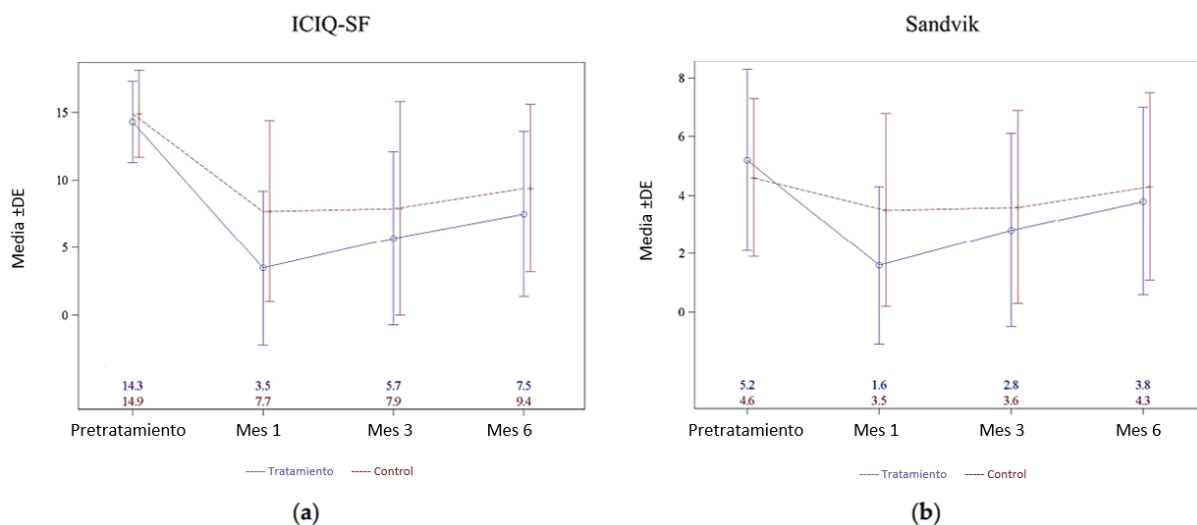 ICIQ-SF
Media ±DE
15
10
5
0
14.3 3.5 5.7 7.5
14.9 7.7 7.9 9.4
Pretratamiento Mes 1 Mes 3 Mes 6
Tratamiento Control
(a)
Sandvik
Media ±DE
8
6
4
2
0
5.2 1.6 2.8 3.8
4.6 3.5 3.6 4.3
Pretratamiento Mes 1 Mes 3 Mes 6
Tratamiento Control
(b)